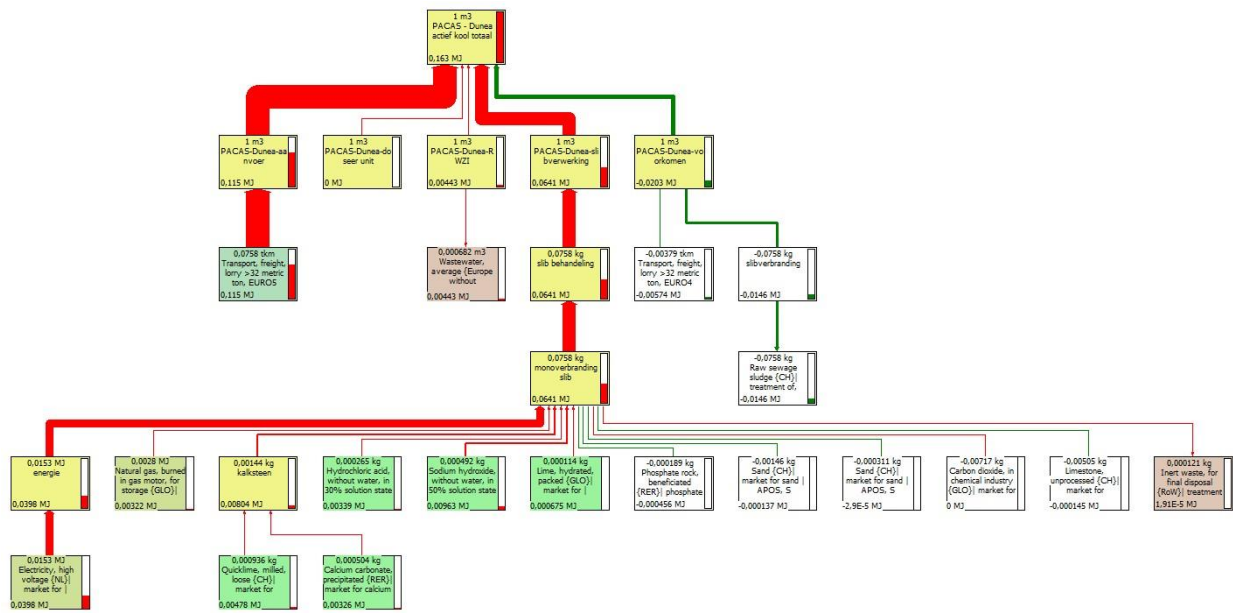 1 m3
PACAS - Dunea
actief kool totaal
0,163 MJ
1 m3
PACAS-Dunea-aa
nvoer
0,115 MJ
1 m3
PACAS-Dunea-do
seer unit
0 MJ
1 m3
PACAS-Dunea-R
WZI
0,00443 MJ
1 m3
PACAS-Dunea-sli
bverwerking
0,0641 MJ
1 m3
PACAS-Dunea-vo
orkomen
-0,0203 MJ
0,0758 tkm
Transport, freight,
lorry >32 metric
ton, EURO5
0,115 MJ
0,000682 m3
Wastewater,
average {Europe
without
0,00443 MJ
0,0758 kg
slib behandeling
0,0641 MJ
-0,00379 tkm
Transport, freight,
lorry >32 metric
ton, EURO4
-0,00574 MJ
-0,0758 kg
slibverbranding
-0,0146 MJ
0,0758 kg
monoverbranding
slib
0,0641 MJ
-0,0758 kg
Raw sewage
sludge {CH}|
treatment of,
-0,0146 MJ
0,0153 MJ
energie
0,0398 MJ
0,0028 MJ
Natural gas, burned
in gas motor, for
storage {GLO}|
0,00322 MJ
0,00144 kg
kalksteen
0,00804 MJ
0,000265 kg
Hydrochloric acid,
without water, in
30% solution state
0,00339 MJ
0,000492 kg
Sodium hydroxide,
without water, in
50% solution state
0,00963 MJ
0,000114 kg
Lime, hydrated,
packed {GLO}|
market for |
0,000675 MJ
-0,000189 kg
Phosphate rock,
beneficiated
{RER}| phosphate
-0,000456 MJ
-0,00146 kg
Sand {CH}|
market for sand |
APOS, S
-0,000137 MJ
-0,000311 kg
Sand {CH}|
market for sand |
APOS, S
-2,9E-5 MJ
-0,00717 kg
Carbon dioxide, in
chemical industry
{GLO}| market for
0 MJ
-0,00505 kg
Limestone,
unprocessed {CH}|
market for
-0,000145 MJ
0,000121 kg
Inert waste, for
final disposal
{RoW}| treatment
1,91E-5 MJ
0,0153 MJ
Electricity, high
voltage {NL}|
market for |
0,0398 MJ
0,000936 kg
Quicklime, milled,
loose {CH}|
market for
0,00478 MJ
0,000504 kg
Calcium carbonate,
precipitated {RER}|
market for calcium
0,00326 MJ